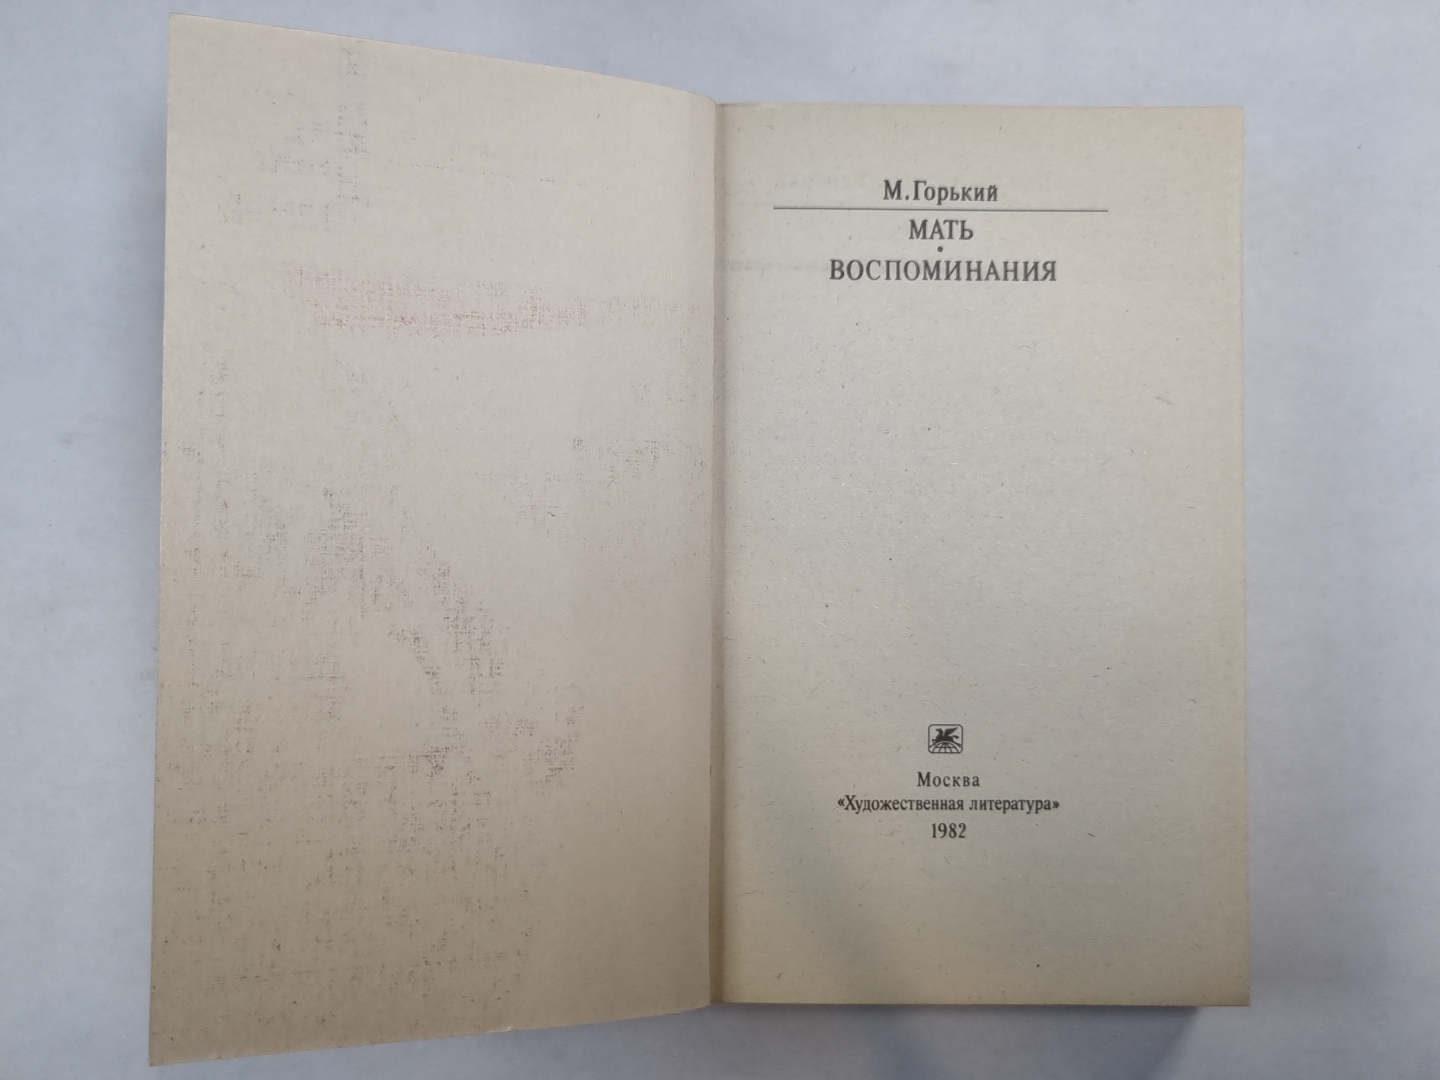 М.Горький
МАТЬ
•
ВОСПОМИНАНИЯ
Москва
«Художественная литература»
1982